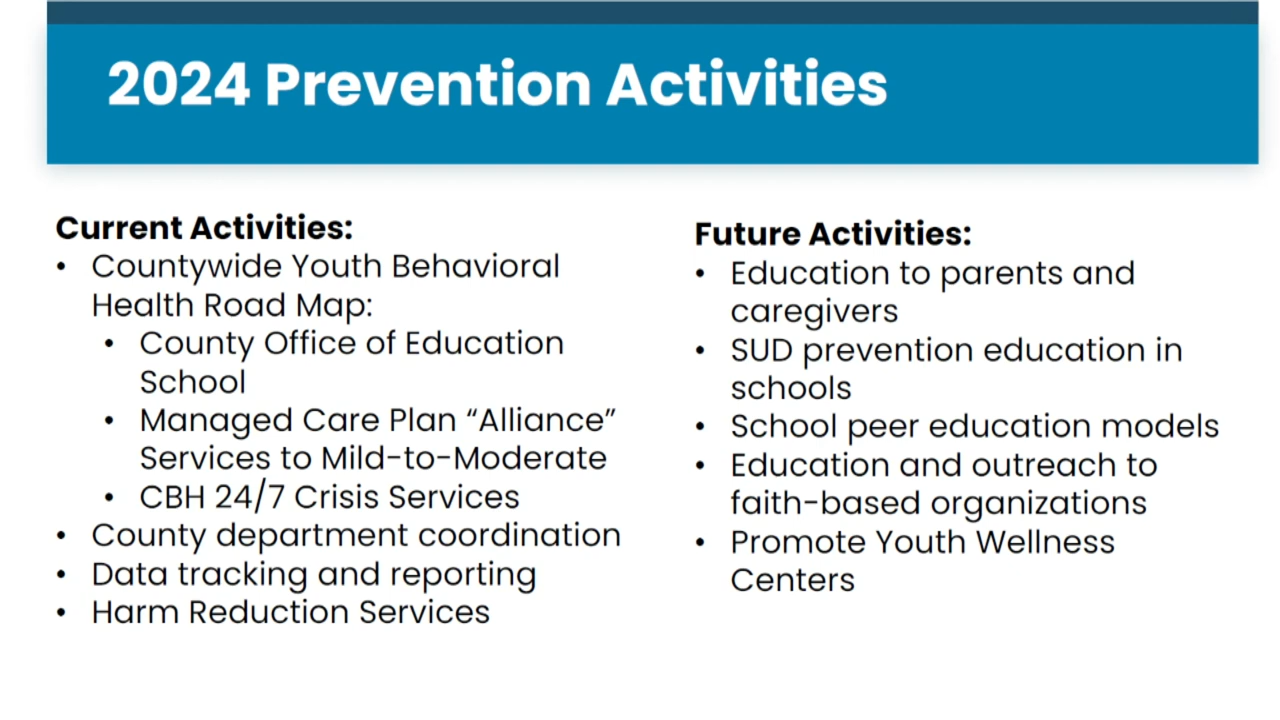 2024 Prevention Activities
Current Activities:
• Countywide Youth Behavioral
Health Road Map:
• County Office of Education
School
• Managed Care Plan “Alliance”
Services to Mild-to-Moderate
• CBH 24/7 Crisis Services
• County department coordination
• Data tracking and reporting
• Harm Reduction Services
Future Activities:
• Education to parents and
caregivers
• SUD prevention education in
schools
• School peer education models
• Education and outreach to
faith-based organizations
• Promote Youth Wellness
Centers